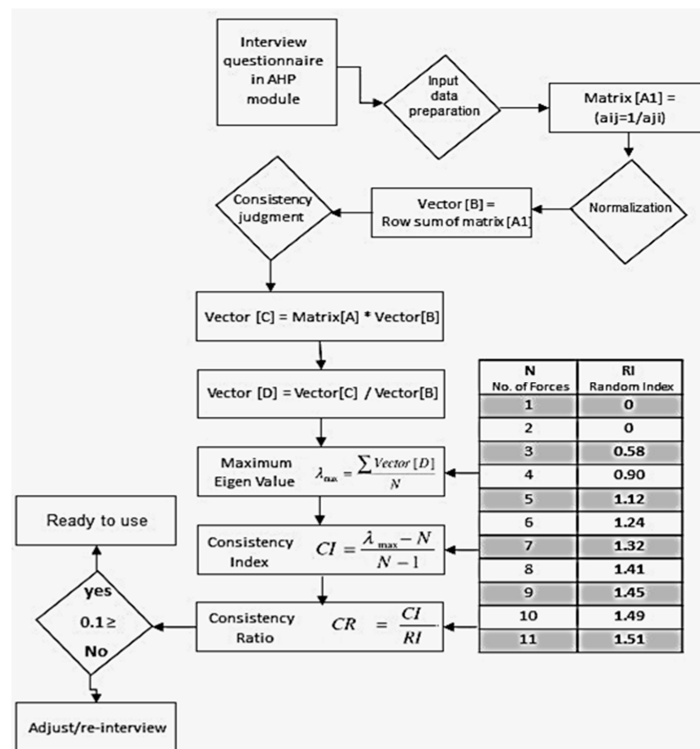 Interview
questionnaire
in AHP
module
Input
data
preparation
Matrix [A1] =
(aij=1/aji)
Normalization
Vector [B] =
Row sum of matrix [A1]
Consistency
judgment
Vector [C] = Matrix[A] * Vector[B]
Vector [D] = Vector[C] / Vector[B]
Maximum
Eigen Value
λmax = ∑ Vector [D] / N
Consistency
Index
CI = λmax − N / N − 1
Consistency
Ratio
CR = CI / RI
N RI
No. of Forces Random Index
1 0
2 0
3 0.58
4 0.90
5 1.12
6 1.24
7 1.32
8 1.41
9 1.45
10 1.49
11 1.51
Ready to use
yes
0.1≥
No
Adjust/re-interview